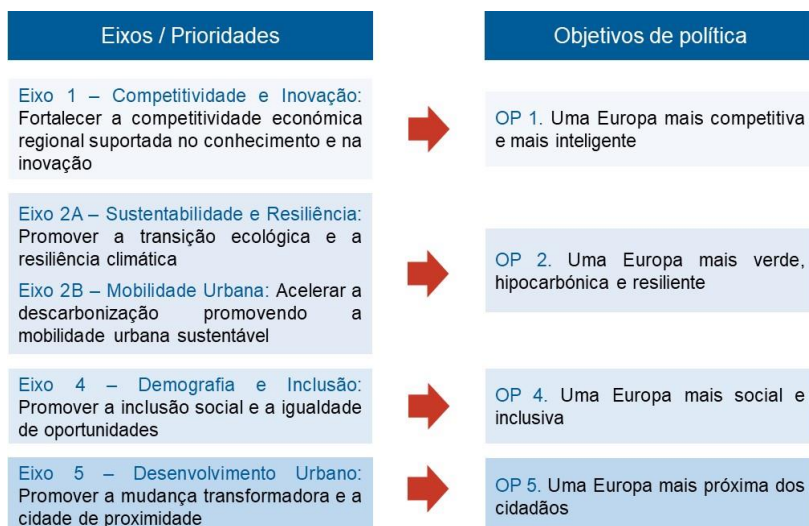 Eixos / Prioridades
Objetivos de política
Eixo 1 – Competitividade e Inovação:
Fortalecer a competitividade económica
regional suportada no conhecimento e na
inovação
OP 1. Uma Europa mais competitiva
e mais inteligente
Eixo 2A – Sustentabilidade e Resiliência:
Promover a transição ecológica e a
resiliência climática
Eixo 2B – Mobilidade Urbana: Acelerar a
descarbonização promovendo a
mobilidade urbana sustentável
OP 2. Uma Europa mais verde,
hipocarbónica e resiliente
Eixo 4 – Demografia e Inclusão:
Promover a inclusão social e a igualdade
de oportunidades
OP 4. Uma Europa mais social e
inclusiva
Eixo 5 – Desenvolvimento Urbano:
Promover a mudança transformadora e a
cidade de proximidade
OP 5. Uma Europa mais próxima dos
cidadãos